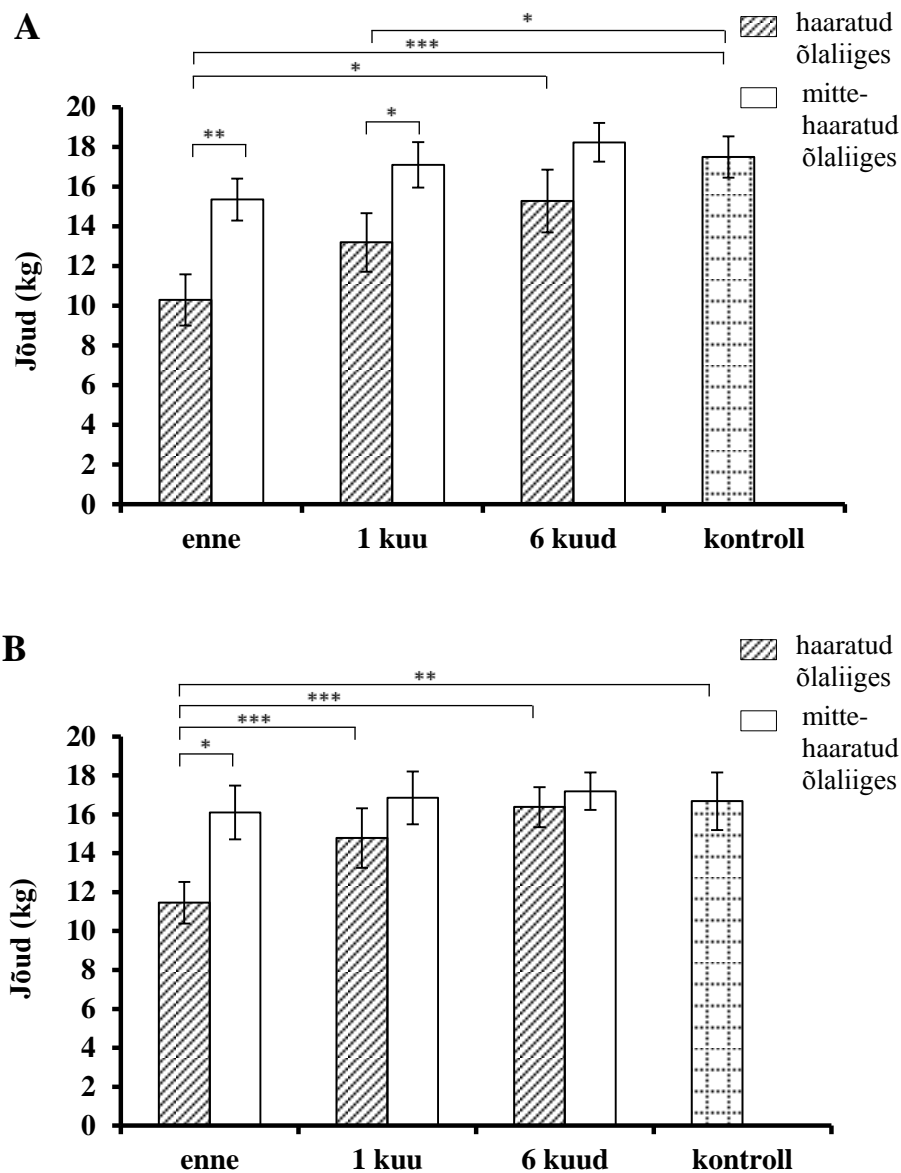 A
*
***
*
haaratud
õlaliiges
mitte-
haaratud
õlaliiges
**
*
20
18
16
14
12
10
8
6
4
2
0
Jõud (kg)
enne 1 kuu 6 kuud kontroll
B
**
***
***
*
haaratud
õlaliiges
mitte-
haaratud
õlaliiges
20
18
16
14
12
10
8
6
4
2
0
Jõud (kg)
enne 1 kuu 6 kuud kontroll